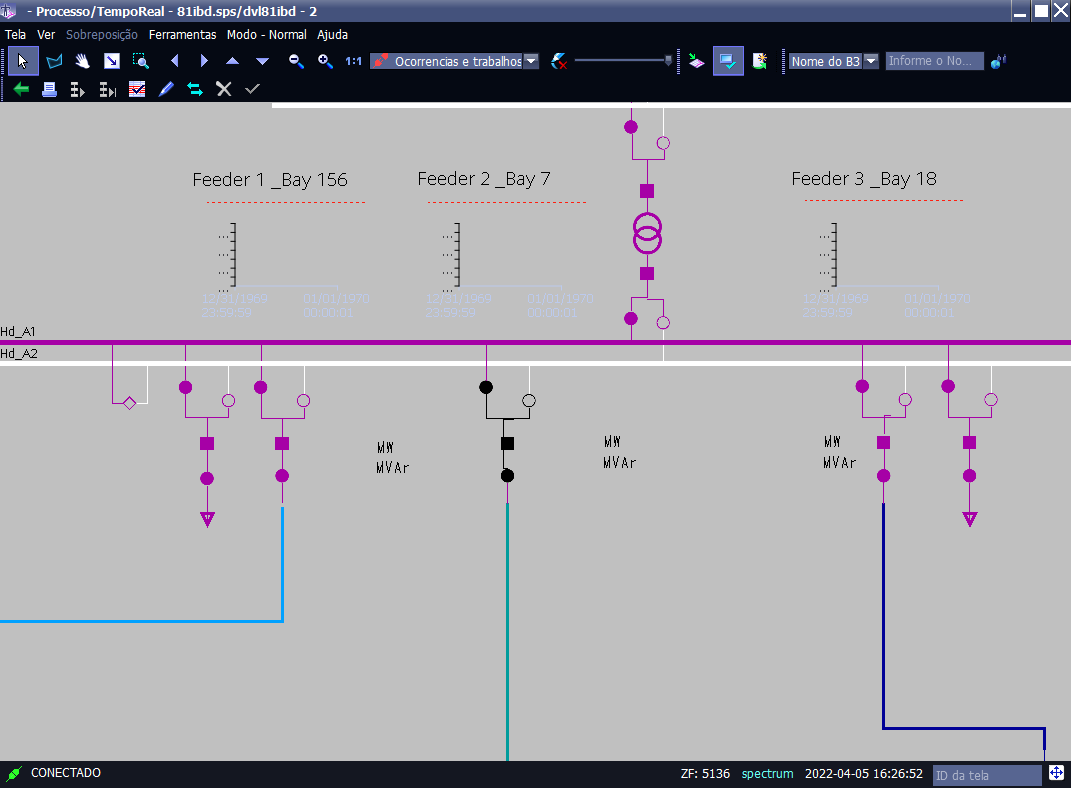 - Processo/TempoReal - 81ibd.sps/dvl81ibd - 2
Tela Ver Sobreposição Ferramentas Modo - Normal Ajuda
1:1 Ocorrencias e trabalhos Nome do B3 Informe o No...
Feeder 1 _Bay 156 Feeder 2 _Bay 7 Feeder 3 _Bay 18
12/31/1969 01/01/1970 12/31/1969 01/01/1970 12/31/1969 01/01/1970
23:59:59 00:00:01 23:59:59 00:00:01 23:59:59 00:00:01
Hd_A1
Hd_A2
MW MW MW
MVAr MVAr MVAr
CONECTADO ZF: 5136 spectrum 2022-04-05 16:26:52 ID da tela